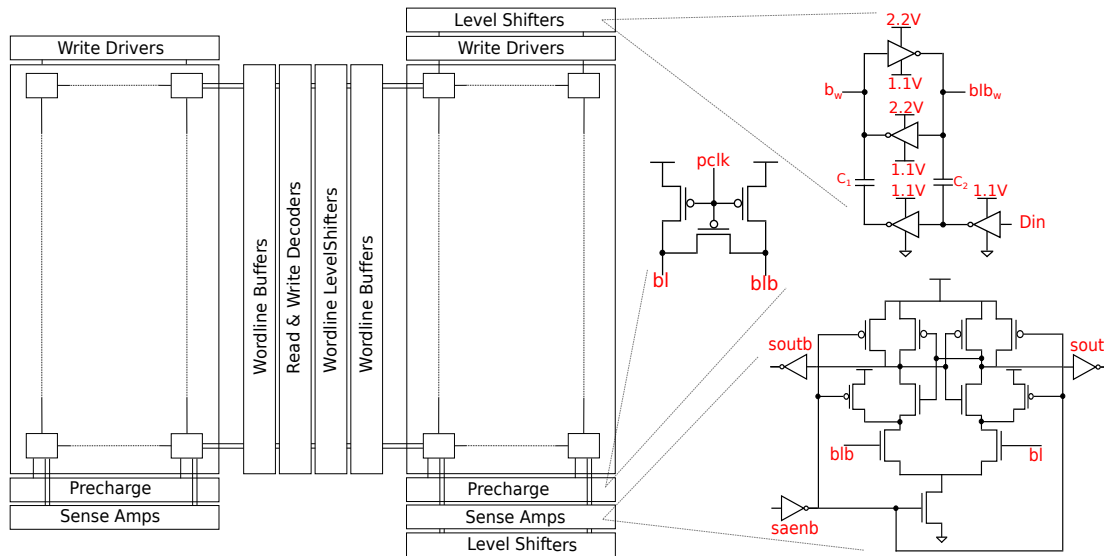 Level Shifters
Write Drivers
Write Drivers
Wordline Buffers
Read & Write Decoders
Wordline LevelShifters
Wordline Buffers
Precharge
Sense Amps
Precharge
Sense Amps
Level Shifters
pclk
bl
blb
2.2V
1.1V
bw
blbw
2.2V
1.1V
C1
C2
1.1V
1.1V
Din
soutb
sout
blb
bl
saenb